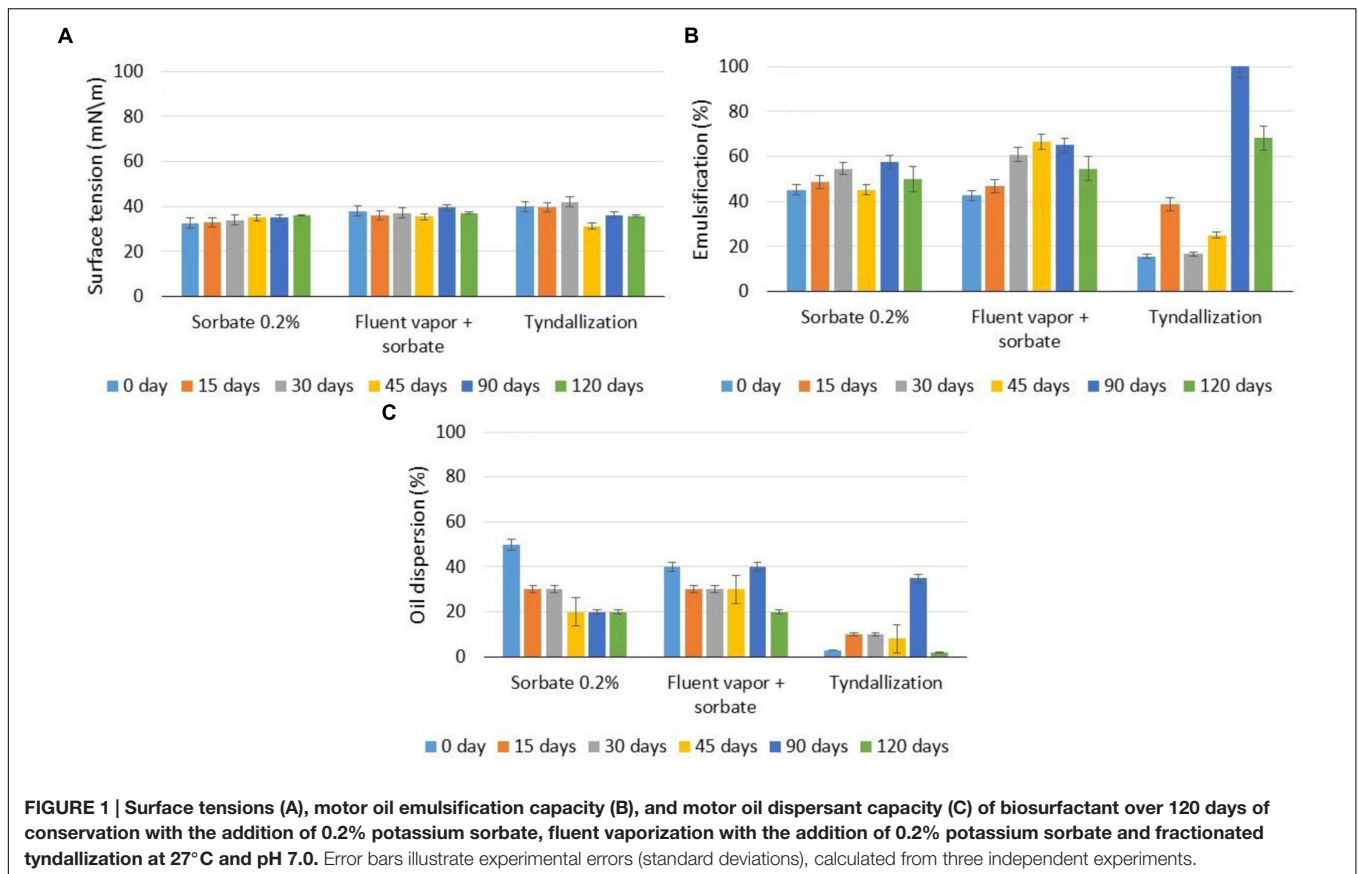 A
Surface tension (mN\m)
100
80
60
40
20
0
Sorbate 0.2%
Fluent vapor +
sorbate
Tyndallization
0 day 15 days 30 days 45 days 90 days 120 days
B
Emulsification (%)
100
80
60
40
20
0
Sorbate 0.2%
Fluent vapor +
sorbate
Tyndallization
0 day 15 days 30 days 45 days 90 days 120 days
C
Oil dispersion (%)
100
80
60
40
20
0
Sorbate 0.2%
Fluent vapor +
sorbate
Tyndallization
0 day 15 days 30 days 45 days 90 days 120 days
FIGURE 1 | Surface tensions (A), motor oil emulsification capacity (B), and motor oil dispersant capacity (C) of biosurfactant over 120 days of
conservation with the addition of 0.2% potassium sorbate, fluent vaporization with the addition of 0.2% potassium sorbate and fractionated
tyndallization at 27°C and pH 7.0. Error bars illustrate experimental errors (standard deviations), calculated from three independent experiments.